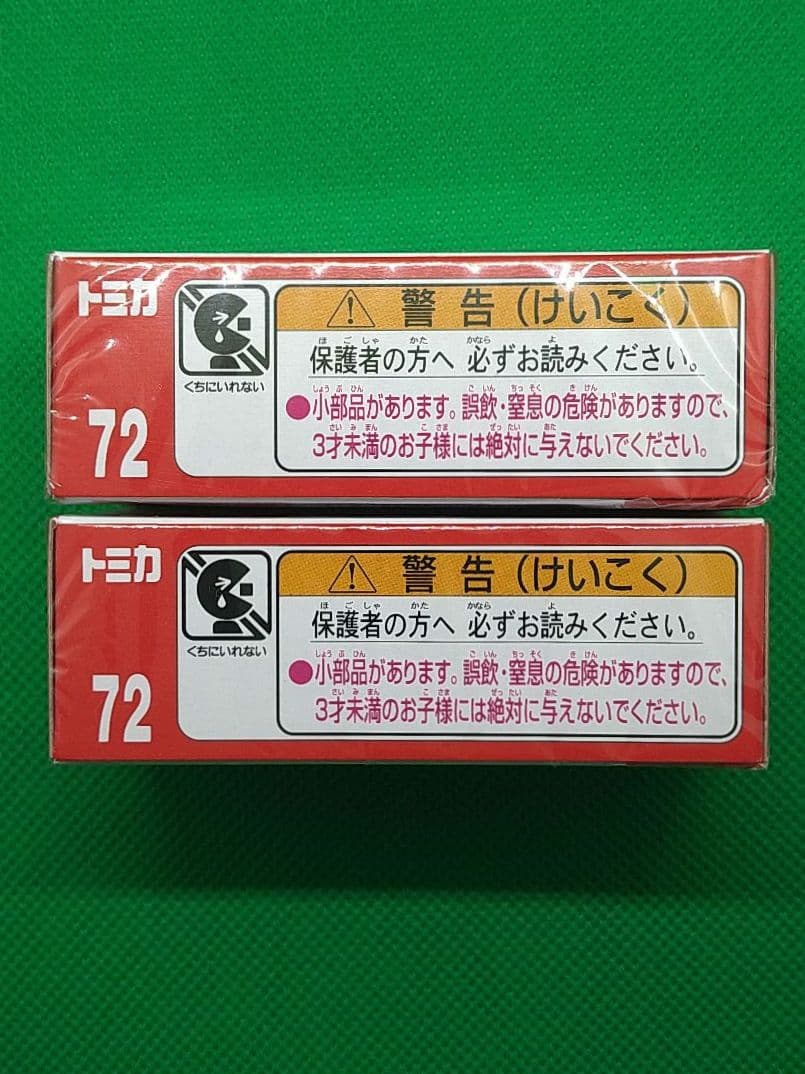 トミカ
72
くちにいれない
警告(けいこく)
ほごしゃ かた かなら よ
保護者の方へ 必ずお読みください。
しょうぶひん ごいん ちっそく きけん
●小部品があります。誤飲・窒息の危険がありますので、
さいみまん こさま ぜったい あた
3才未満のお子様には絶対に与えないでください。
トミカ
72
くちにいれない
警告(けいこく)
ほごしゃ かた かなら よ
保護者の方へ 必ずお読みください。
しょうぶひん ごいん ちっそく きけん
●小部品があります。誤飲・窒息の危険がありますので、
さいみまん こさま ぜったい あた
3才未満のお子様には絶対に与えないでください。